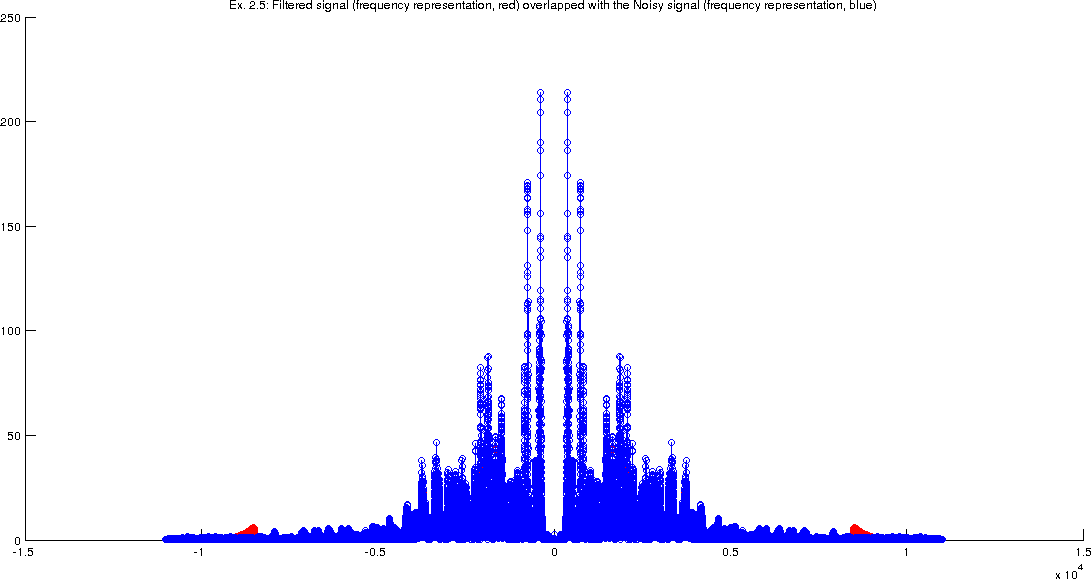 Ex. 2.5: Filtered signal (frequency representation, red) overlapped with the Noisy signal (frequency representation, blue)
250
200
150
100
50
0
-1.5 -1 -0.5 0 0.5 1 1.5
x 10^4